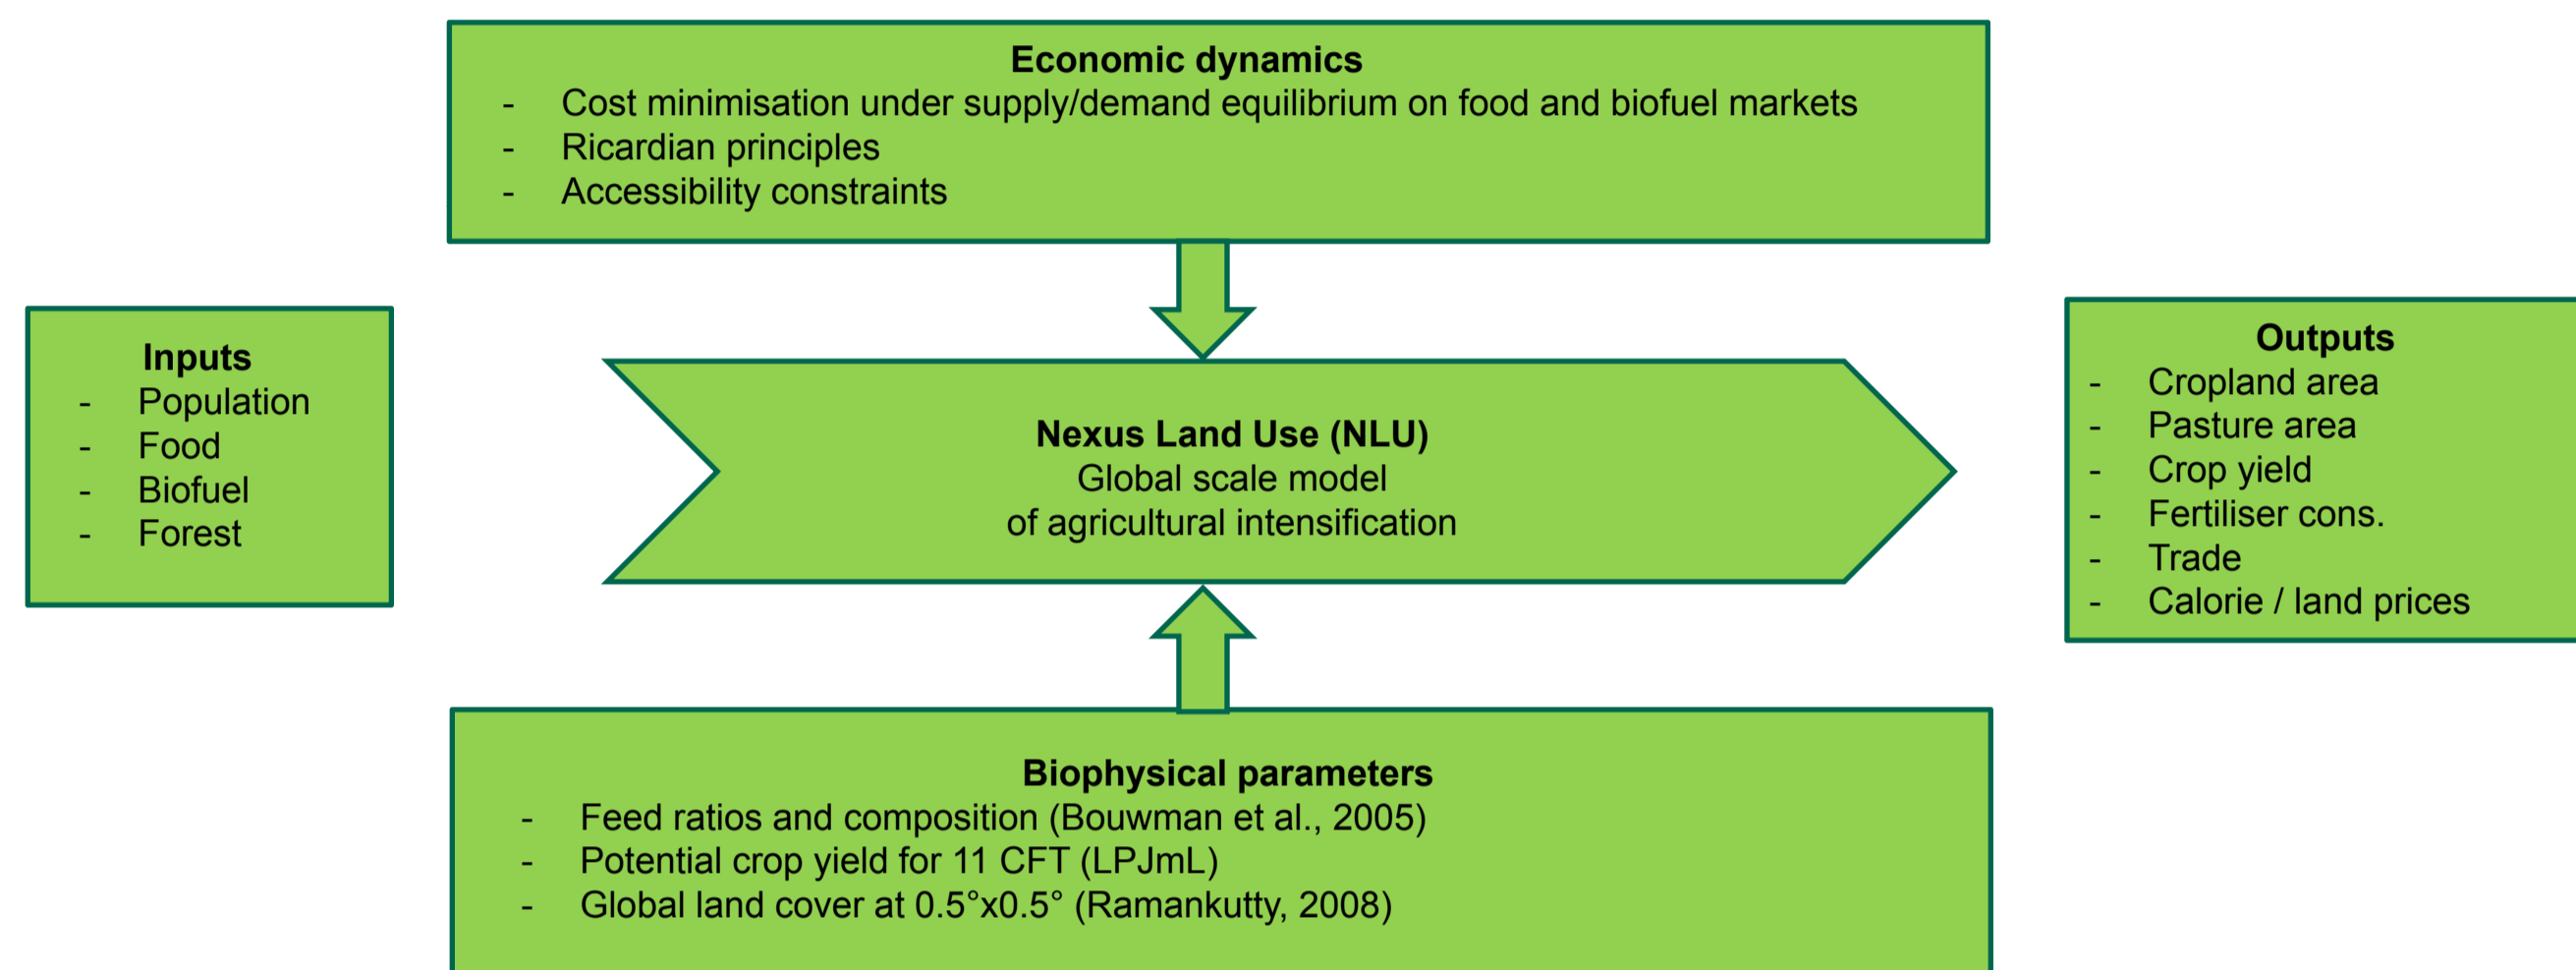 Economic dynamics
- Cost minimisation under supply/demand equilibrium on food and biofuel markets
- Ricardian principles
- Accessibility constraints
Inputs
- Population
- Food
- Biofuel
- Forest
Nexus Land Use (NLU)
Global scale model
of agricultural intensification
Outputs
- Cropland area
- Pasture area
- Crop yield
- Fertiliser cons.
- Trade
- Calorie / land prices
Biophysical parameters
- Feed ratios and composition (Bouwman et al., 2005)
- Potential crop yield for 11 CFT (LPJmL)
- Global land cover at 0.5°x0.5° (Ramankutty, 2008)